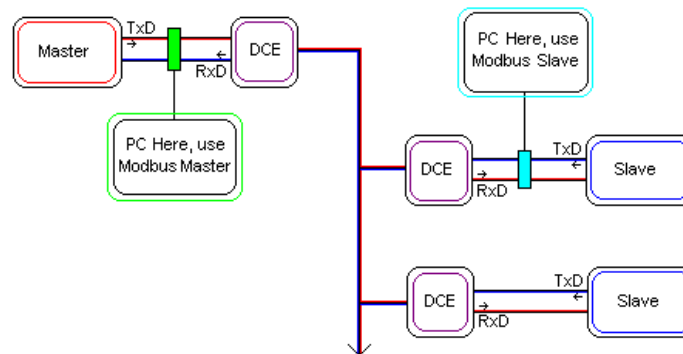 TxD
Master
DCE
RxD
PC Here, use
Modbus Master
PC Here, use
Modbus Slave
DCE
TxD
RxD
Slave
DCE
TxD
RxD
Slave